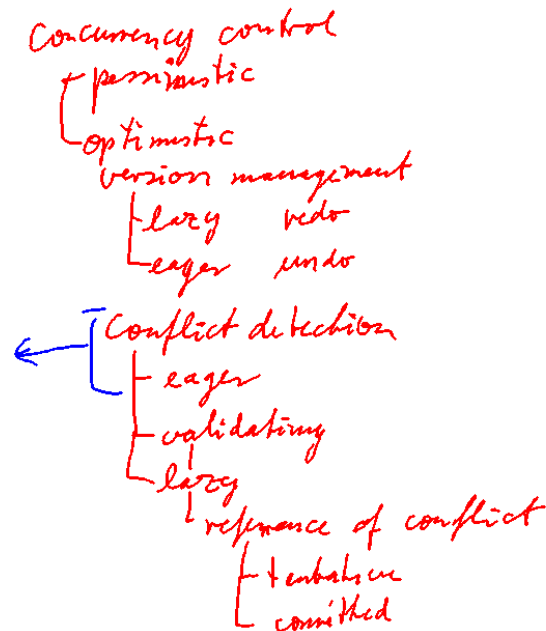 Concurrency control
pessimistic
optimistic
version management
lazy redo
eager undo
Conflict detection
eager
validating
lazy
reference of conflict
tentative
comitted